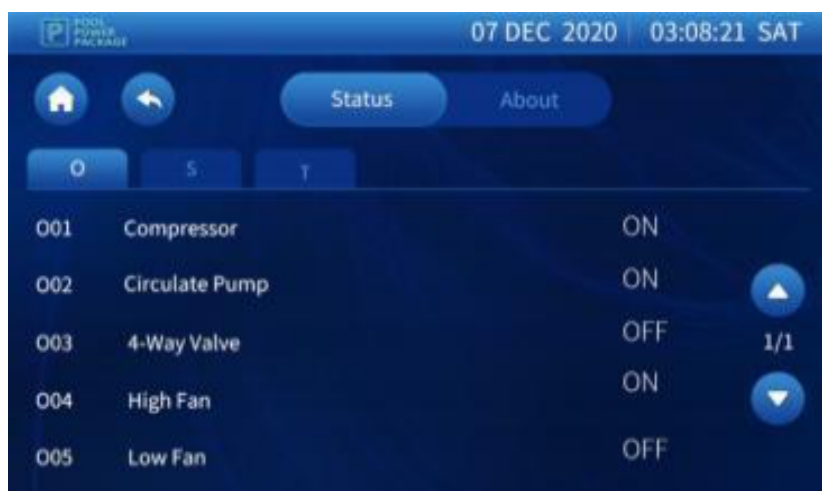 P POOL
POWER
PACKAGE
07 DEC 2020 03:08:21 SAT
Status About
O S T
O01 Compressor ON
O02 Circulate Pump ON
O03 4-Way Valve OFF
1/1
O04 High Fan ON
O05 Low Fan OFF